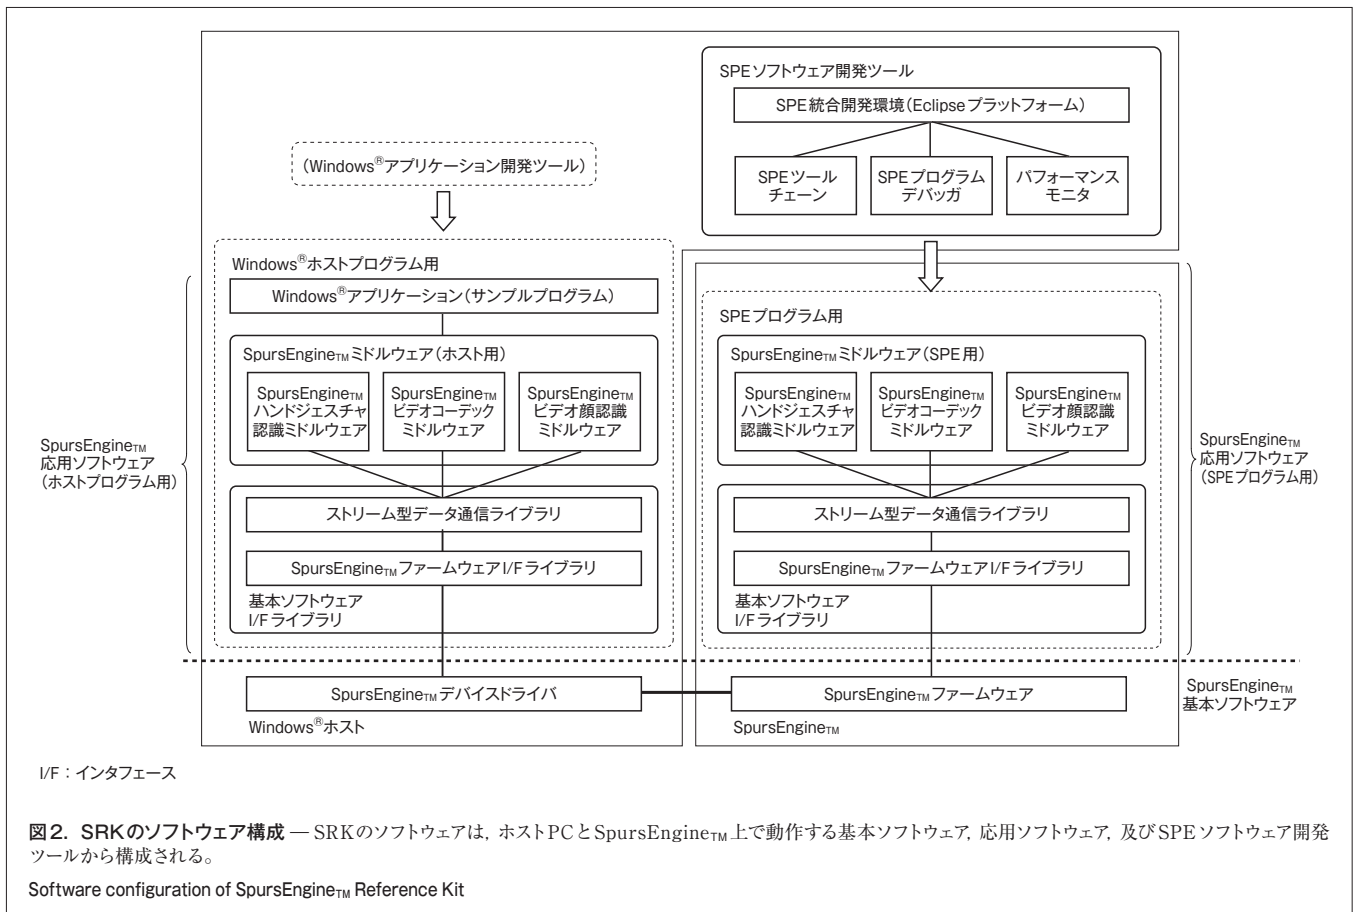 SPEソフトウェア開発ツール
SPE統合開発環境(Eclipseプラットフォーム)
SPEツール
チェーン
SPEプログラム
デバッガ
パフォーマンス
モニタ
(Windows®アプリケーション開発ツール)
Windows®ホストプログラム用
Windows®アプリケーション(サンプルプログラム)
SpursEngine™ミドルウェア(ホスト用)
SpursEngine™
ハンドジェスチャ
認識ミドルウェア
SpursEngine™
ビデオコーデック
ミドルウェア
SpursEngine™
ビデオ顔認識
ミドルウェア
ストリーム型データ通信ライブラリ
SpursEngine™ファームウェアI/Fライブラリ
基本ソフトウェア
I/Fライブラリ
SpursEngine™
応用ソフトウェア
(ホストプログラム用)
SPEプログラム用
SpursEngine™ミドルウェア(SPE用)
SpursEngine™
ハンドジェスチャ
認識ミドルウェア
SpursEngine™
ビデオコーデック
ミドルウェア
SpursEngine™
ビデオ顔認識
ミドルウェア
ストリーム型データ通信ライブラリ
SpursEngine™ファームウェアI/Fライブラリ
基本ソフトウェア
I/Fライブラリ
SpursEngine™
応用ソフトウェア
(SPEプログラム用)
SpursEngine™デバイスドライバ
Windows®ホスト
SpursEngine™ファームウェア
SpursEngine™
SpursEngine™
基本ソフトウェア
I/F：インタフェース
図2. SRKのソフトウェア構成 — SRKのソフトウェアは，ホストPCとSpursEngine™上で動作する基本ソフトウェア，応用ソフトウェア，及びSPEソフトウェア開発
ツールから構成される。
Software configuration of SpursEngine™ Reference Kit